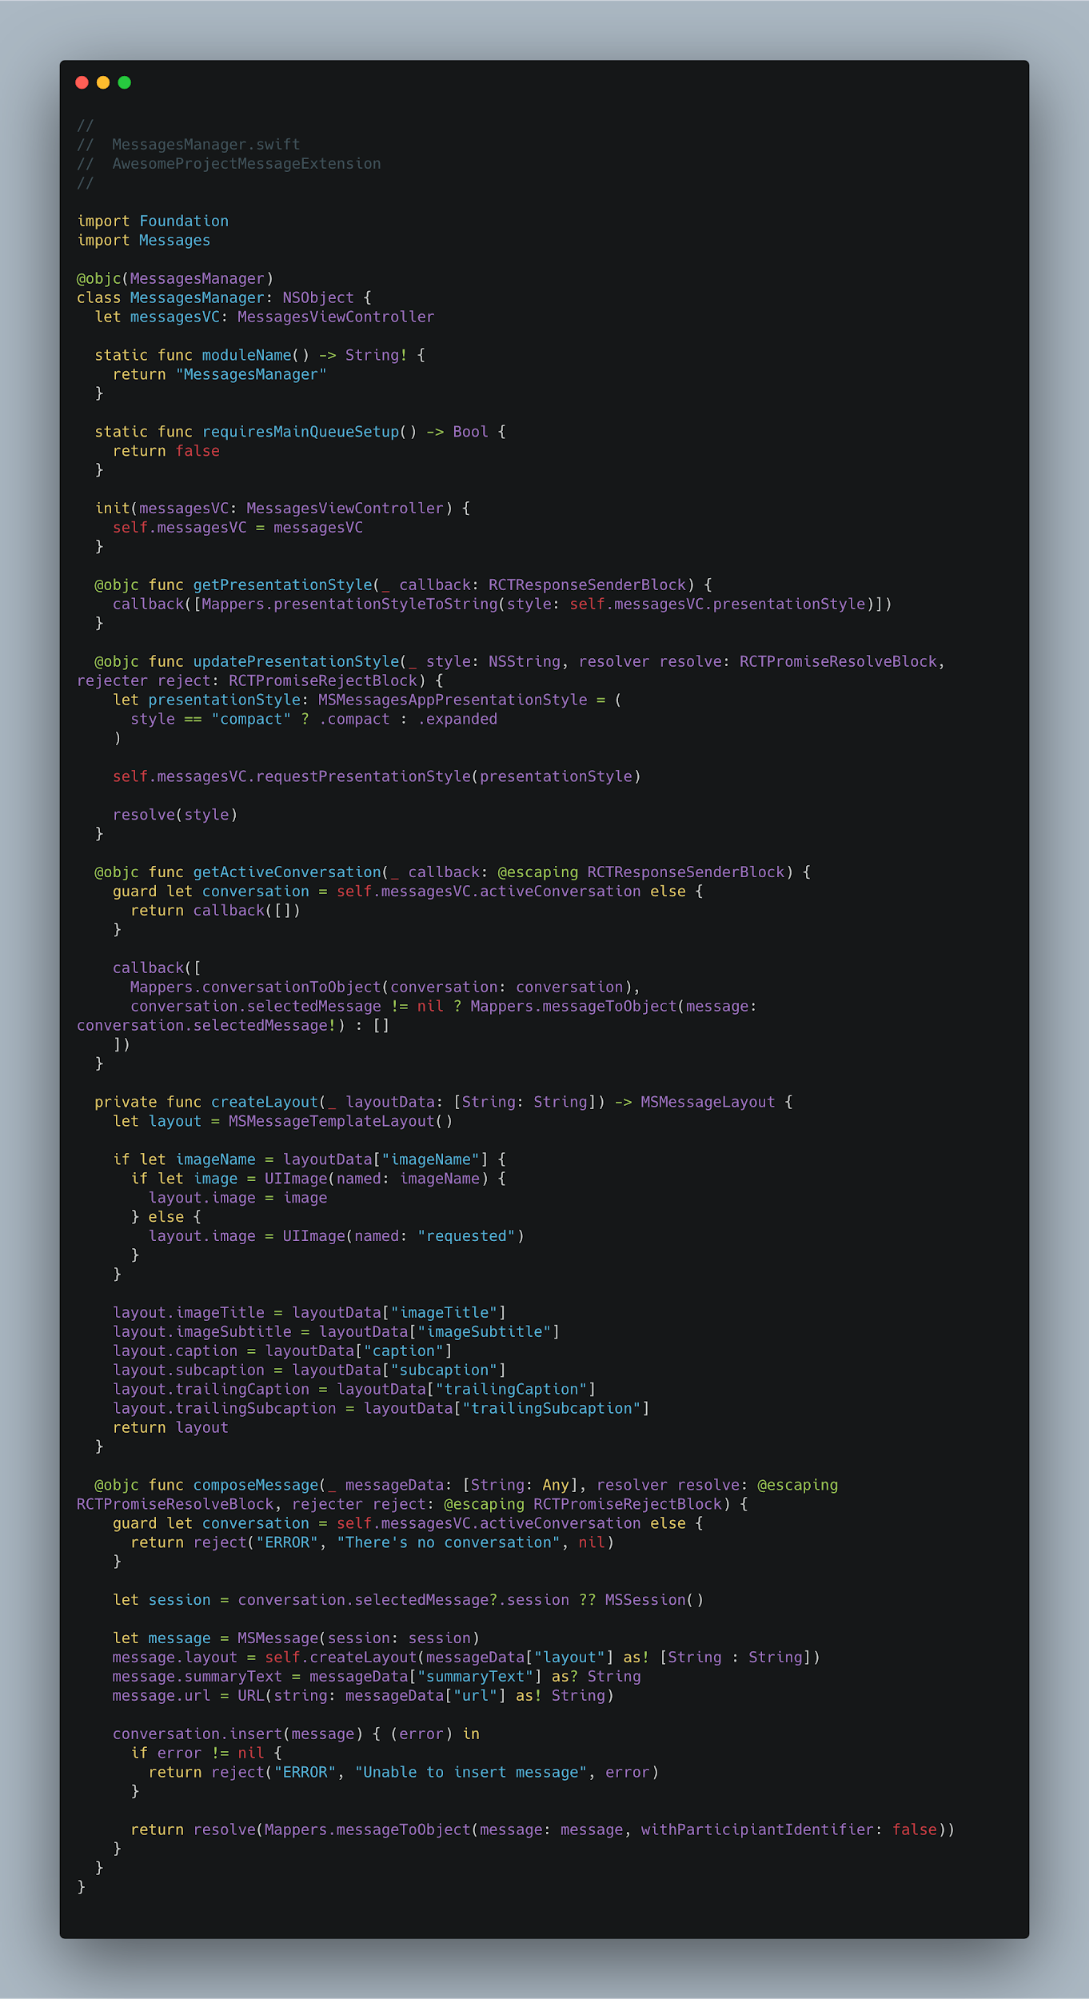 //
//  MessagesManager.swift
//  AwesomeProjectMessageExtension
//
import Foundation
import Messages
@objc(MessagesManager)
class MessagesManager: NSObject {
  let messagesVC: MessagesViewController
  static func moduleName() -> String! {
    return "MessagesManager"
  }
  static func requiresMainQueueSetup() -> Bool {
    return false
  }
  init(messagesVC: MessagesViewController) {
    self.messagesVC = messagesVC
  }
  @objc func getPresentationStyle(_ callback: RCTResponseSenderBlock) {
    callback([Mappers.presentationStyleToString(style: self.messagesVC.presentationStyle)])
  }
  @objc func updatePresentationStyle(_ style: NSString, resolver resolve: RCTPromiseResolveBlock,
rejecter reject: RCTPromiseRejectBlock) {
    let presentationStyle: MSMessagesAppPresentationStyle = (
      style == "compact" ? .compact : .expanded
    )
    self.messagesVC.requestPresentationStyle(presentationStyle)
    resolve(style)
  }
  @objc func getActiveConversation(_ callback: @escaping RCTResponseSenderBlock) {
    guard let conversation = self.messagesVC.activeConversation else {
      return callback([])
    }
    callback([
      Mappers.conversationToObject(conversation: conversation),
      conversation.selectedMessage != nil ? Mappers.messageToObject(message:
conversation.selectedMessage!) : []
    ])
  }
  private func createLayout(_ layoutData: [String: String]) -> MSMessageLayout {
    let layout = MSMessageTemplateLayout()
    if let imageName = layoutData["imageName"] {
      if let image = UIImage(named: imageName) {
        layout.image = image
      } else {
        layout.image = UIImage(named: "requested")
      }
    }
    layout.imageTitle = layoutData["imageTitle"]
    layout.imageSubtitle = layoutData["imageSubtitle"]
    layout.caption = layoutData["caption"]
    layout.subcaption = layoutData["subcaption"]
    layout.trailingCaption = layoutData["trailingCaption"]
    layout.trailingSubcaption = layoutData["trailingSubcaption"]
    return layout
  }
  @objc func composeMessage(_ messageData: [String: Any], resolver resolve: @escaping
RCTPromiseResolveBlock, rejecter reject: @escaping RCTPromiseRejectBlock) {
    guard let conversation = self.messagesVC.activeConversation else {
      return reject("ERROR", "There's no conversation", nil)
    }
    let session = conversation.selectedMessage?.session ?? MSSession()
    let message = MSMessage(session: session)
    message.layout = self.createLayout(messageData["layout"] as! [String : String])
    message.summaryText = messageData["summaryText"] as? String
    message.url = URL(string: messageData["url"] as! String)
    conversation.insert(message) { (error) in
      if error != nil {
        return reject("ERROR", "Unable to insert message", error)
      }
      return resolve(Mappers.messageToObject(message: message, withParticipiantIdentifier: false))
    }
  }
}